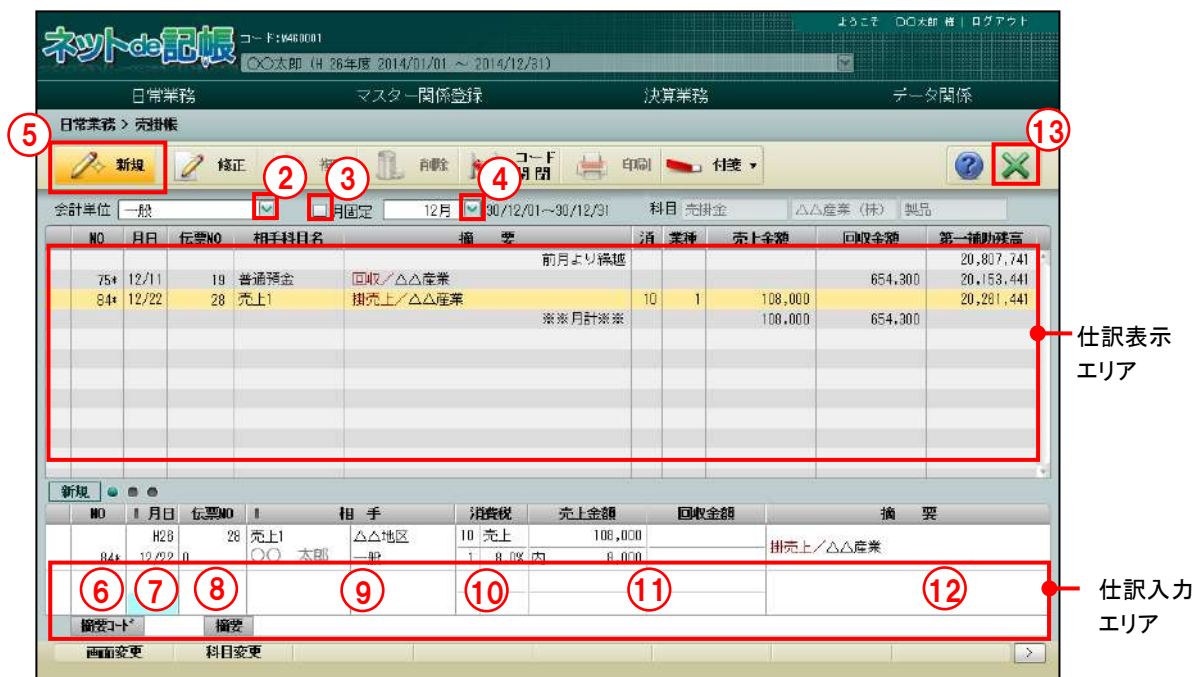 ようこそ 〇〇太郎 様 | ログアウト
ネットde記帳
コード:W460001
〇〇太郎 (H 26年度 2014/01/01 ～ 2014/12/31)
日常業務 マスター関係登録 決算業務 データ関係
日常業務 > 売掛帳
⑤ ⑬
新規 修正 削除 コード 開閉 印刷 付箋
② ③ ④
会計単位 一般 月固定 12月 30/12/01～30/12/31 科目 売掛金 △△産業 (株) 製品
NO 月日 伝票NO 相手科目名 摘 要 消 業種 売上金額 回収金額 第一補助残高
前月より繰越 20,807,741
75* 12/11 19 普通預金 回収/△△産業 654,300 20,153,441
84* 12/22 28 売上1 掛売上/△△産業 10 1 108,000 20,261,441
※※月計※※ 108,000 654,300
仕訳表示
エリア
新規
NO 月日 伝票NO 相 手 消費税 売上金額 回収金額 摘 要
H26 28 売上1 △△地区 10 売上 108,000
掛売上/△△産業
84* 12/22 0 〇〇 太郎 一般 1 8.0% 内 8,000
⑥ ⑦ ⑧ ⑨ ⑩ ⑪ ⑫
仕訳入力
エリア
摘要コード 摘要
画面変更 科目変更 >